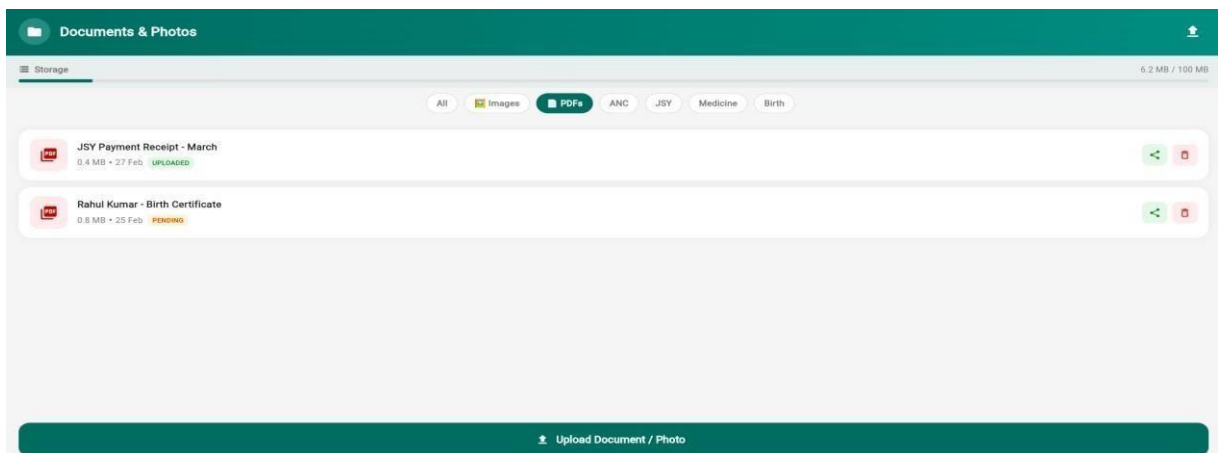 Documents & Photos
Storage 6.2 MB / 100 MB
All Images PDFs ANC JSY Medicine Birth
PDF JSY Payment Receipt - March
0.4 MB • 27 Feb UPLOADED
PDF Rahul Kumar - Birth Certificate
0.8 MB • 25 Feb PENDING
Upload Document / Photo